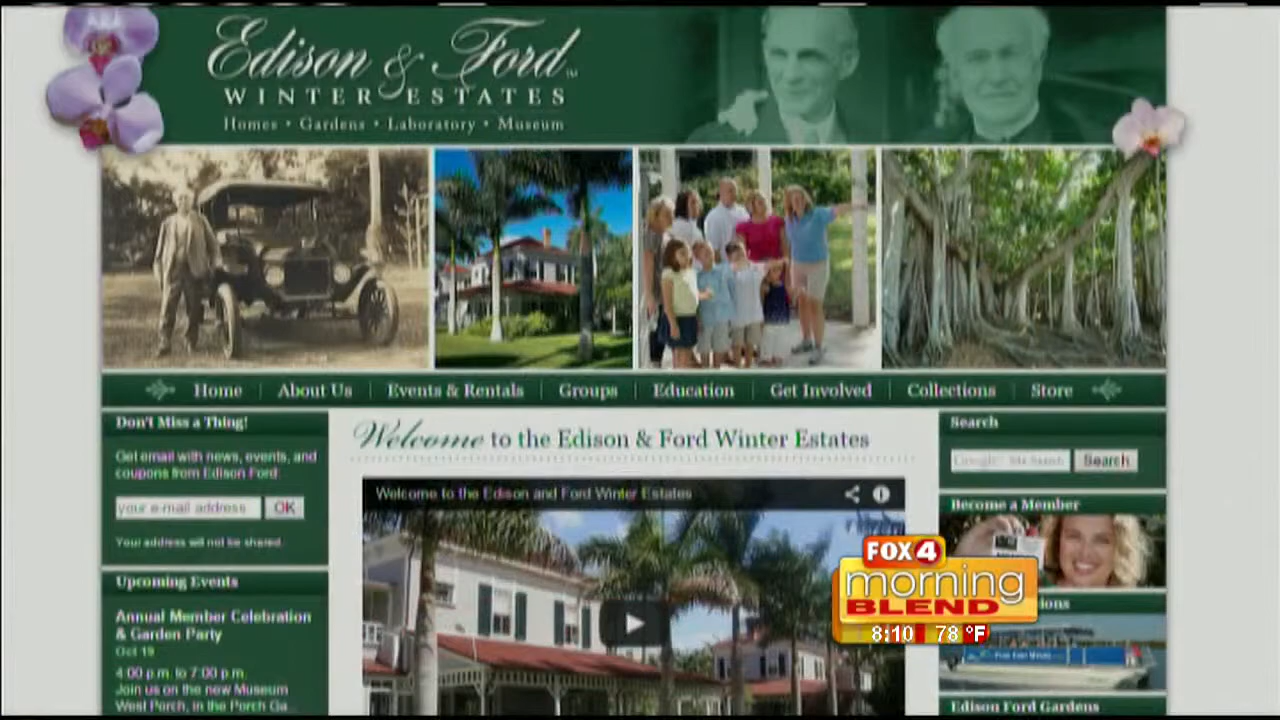 Edison & Ford
WINTER ESTATES
Homes • Gardens • Laboratory • Museum
Home
About Us
Events & Rentals
Groups
Education
Get Involved
Collections
Store
Don't Miss a Thing!
Get email with news, events, and
coupons from Edison Ford.
your e-mail address
OK
Your address will not be shared.
Upcoming Events
Annual Member Celebration
& Garden Party
Oct 19
4:00 p.m. to 7:00 p.m.
Join us on the new Museum
West Porch, in the Porch Ga...
Welcome to the Edison & Ford Winter Estates
Welcome to the Edison and Ford Winter Estates
Search
Google Site Search
Search
Become a Member
Edison Ford Gardens
FOX 4
morning
BLEND
8:10 78 °F